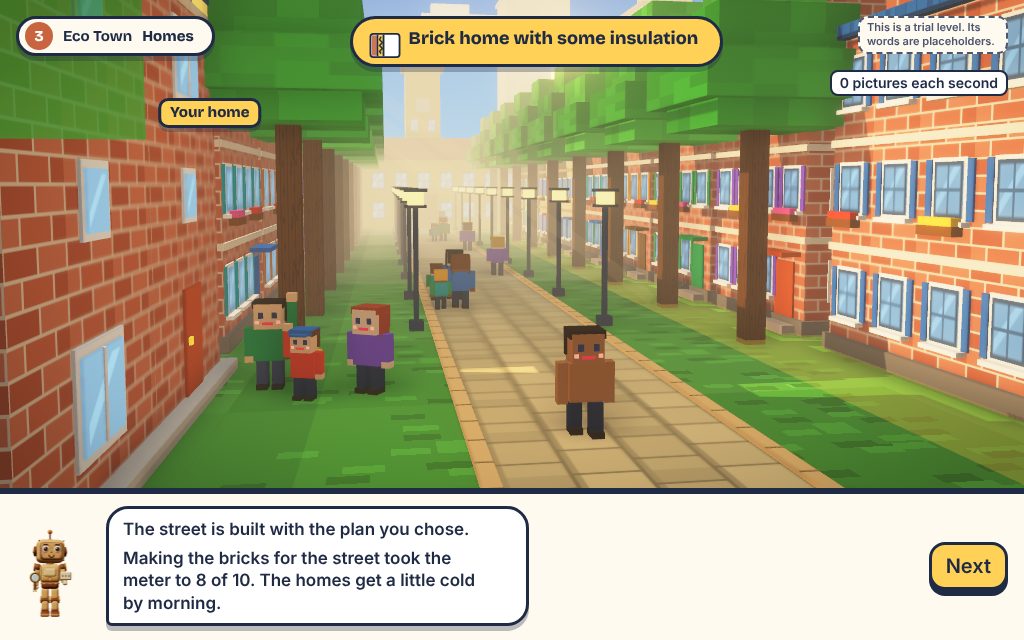 3 Eco Town Homes
Brick home with some insulation
This is a trial level. Its
words are placeholders.
0 pictures each second
Your home
The street is built with the plan you chose.
Making the bricks for the street took the
meter to 8 of 10. The homes get a little cold
by morning.
Next